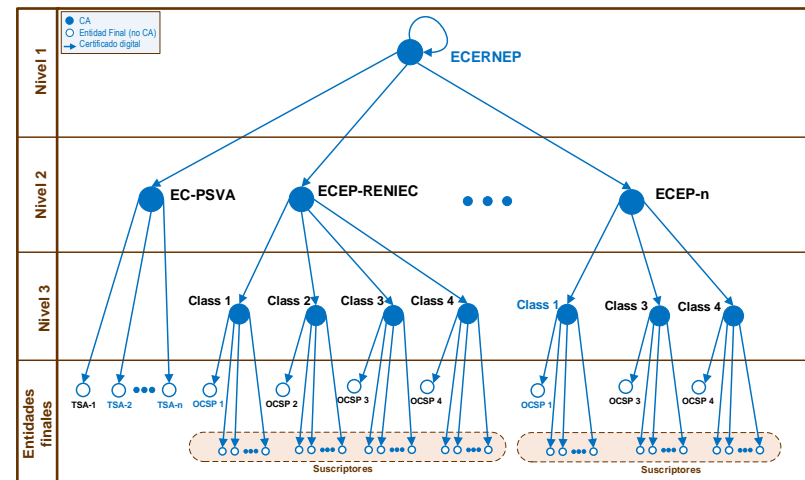 CA
Entidad Final (no CA)
Certificado digital
Nivel 1
ECERNEP
Nivel 2
EC-PSVA
ECEP-RENIEC
ECEP-n
Nivel 3
Class 1
Class 2
Class 3
Class 4
Class 1
Class 3
Class 4
Entidades
finales
TSA-1
TSA-2
TSA-n
OCSP 1
OCSP 2
OCSP 3
OCSP 4
OCSP 1
OCSP 3
OCSP 4
Suscriptores
Suscriptores